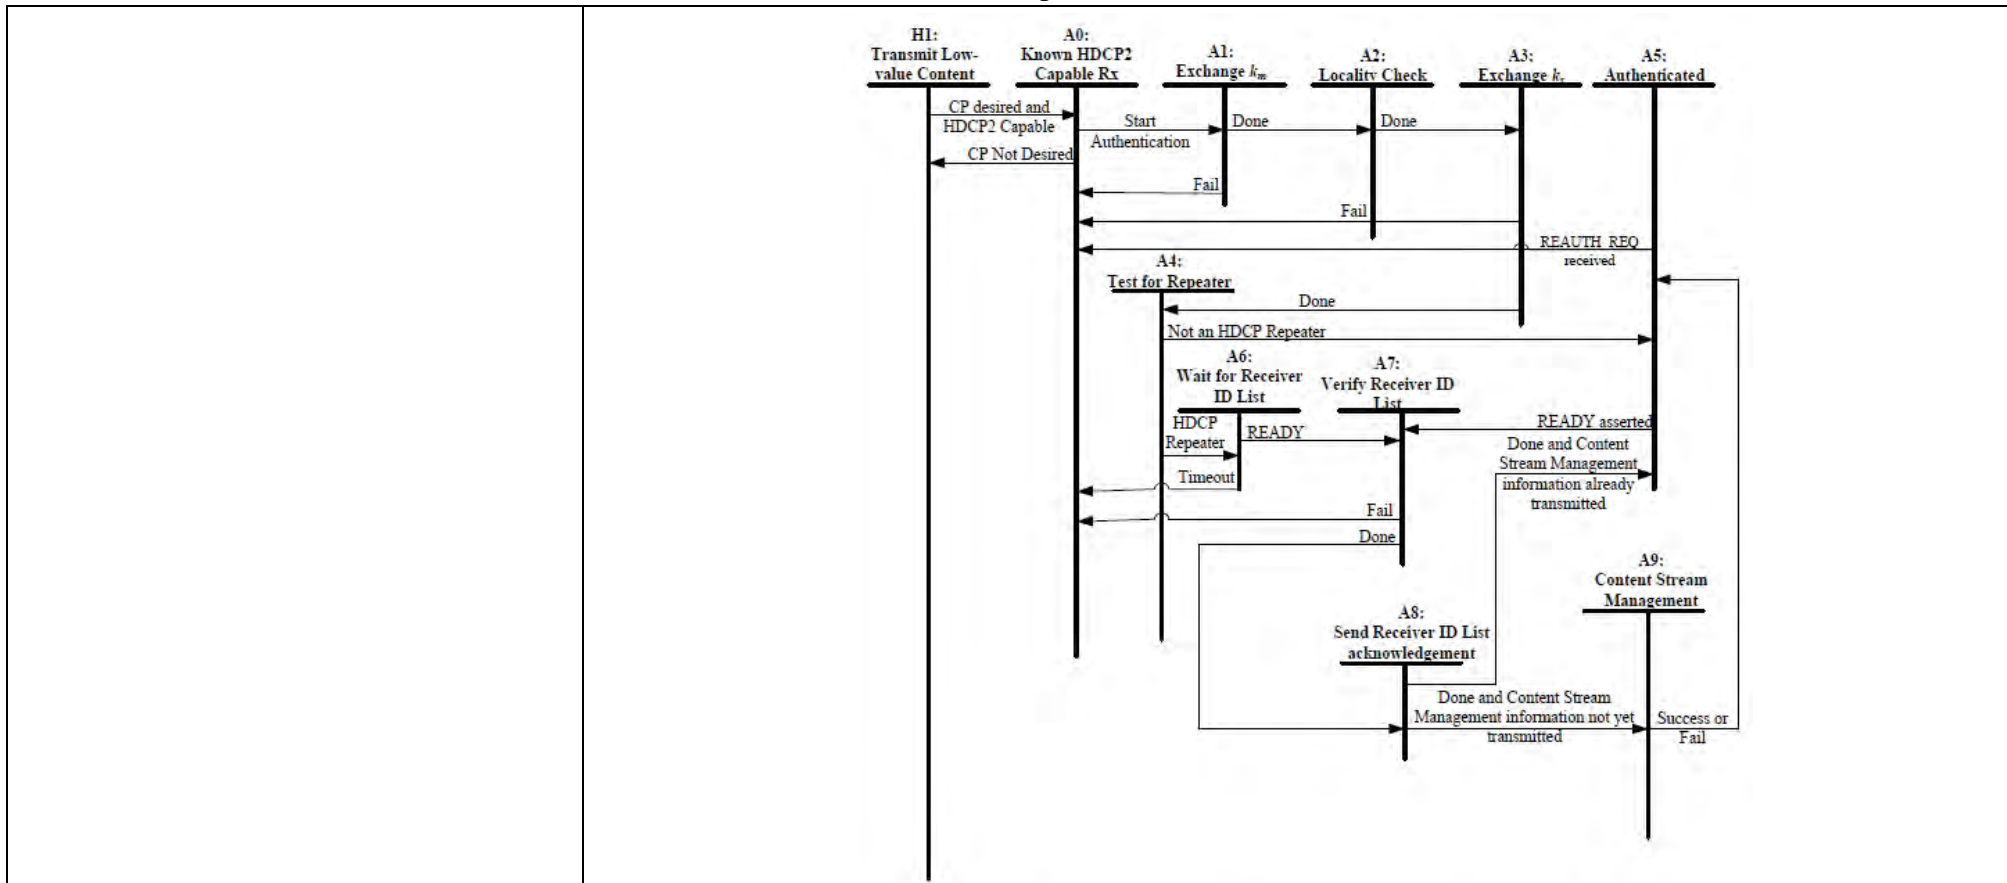 H1:
Transmit Low-
value Content
A0:
Known HDCP2
Capable Rx
A1:
Exchange km
A2:
Locality Check
A3:
Exchange ks
A5:
Authenticated
CP desired and
HDCP2 Capable
Start
Authentication
Done
Done
CP Not Desired
Fail
Fail
REAUTH_REQ
received
A4:
Test for Repeater
Done
Not an HDCP Repeater
A6:
Wait for Receiver
ID List
A7:
Verify Receiver ID
List
HDCP
Repeater
READY
READY asserted
Done and Content
Stream Management
information already
transmitted
Timeout
Fail
Done
A9:
Content Stream
Management
A8:
Send Receiver ID List
acknowledgement
Done and Content Stream
Management information not yet
transmitted
Success or
Fail